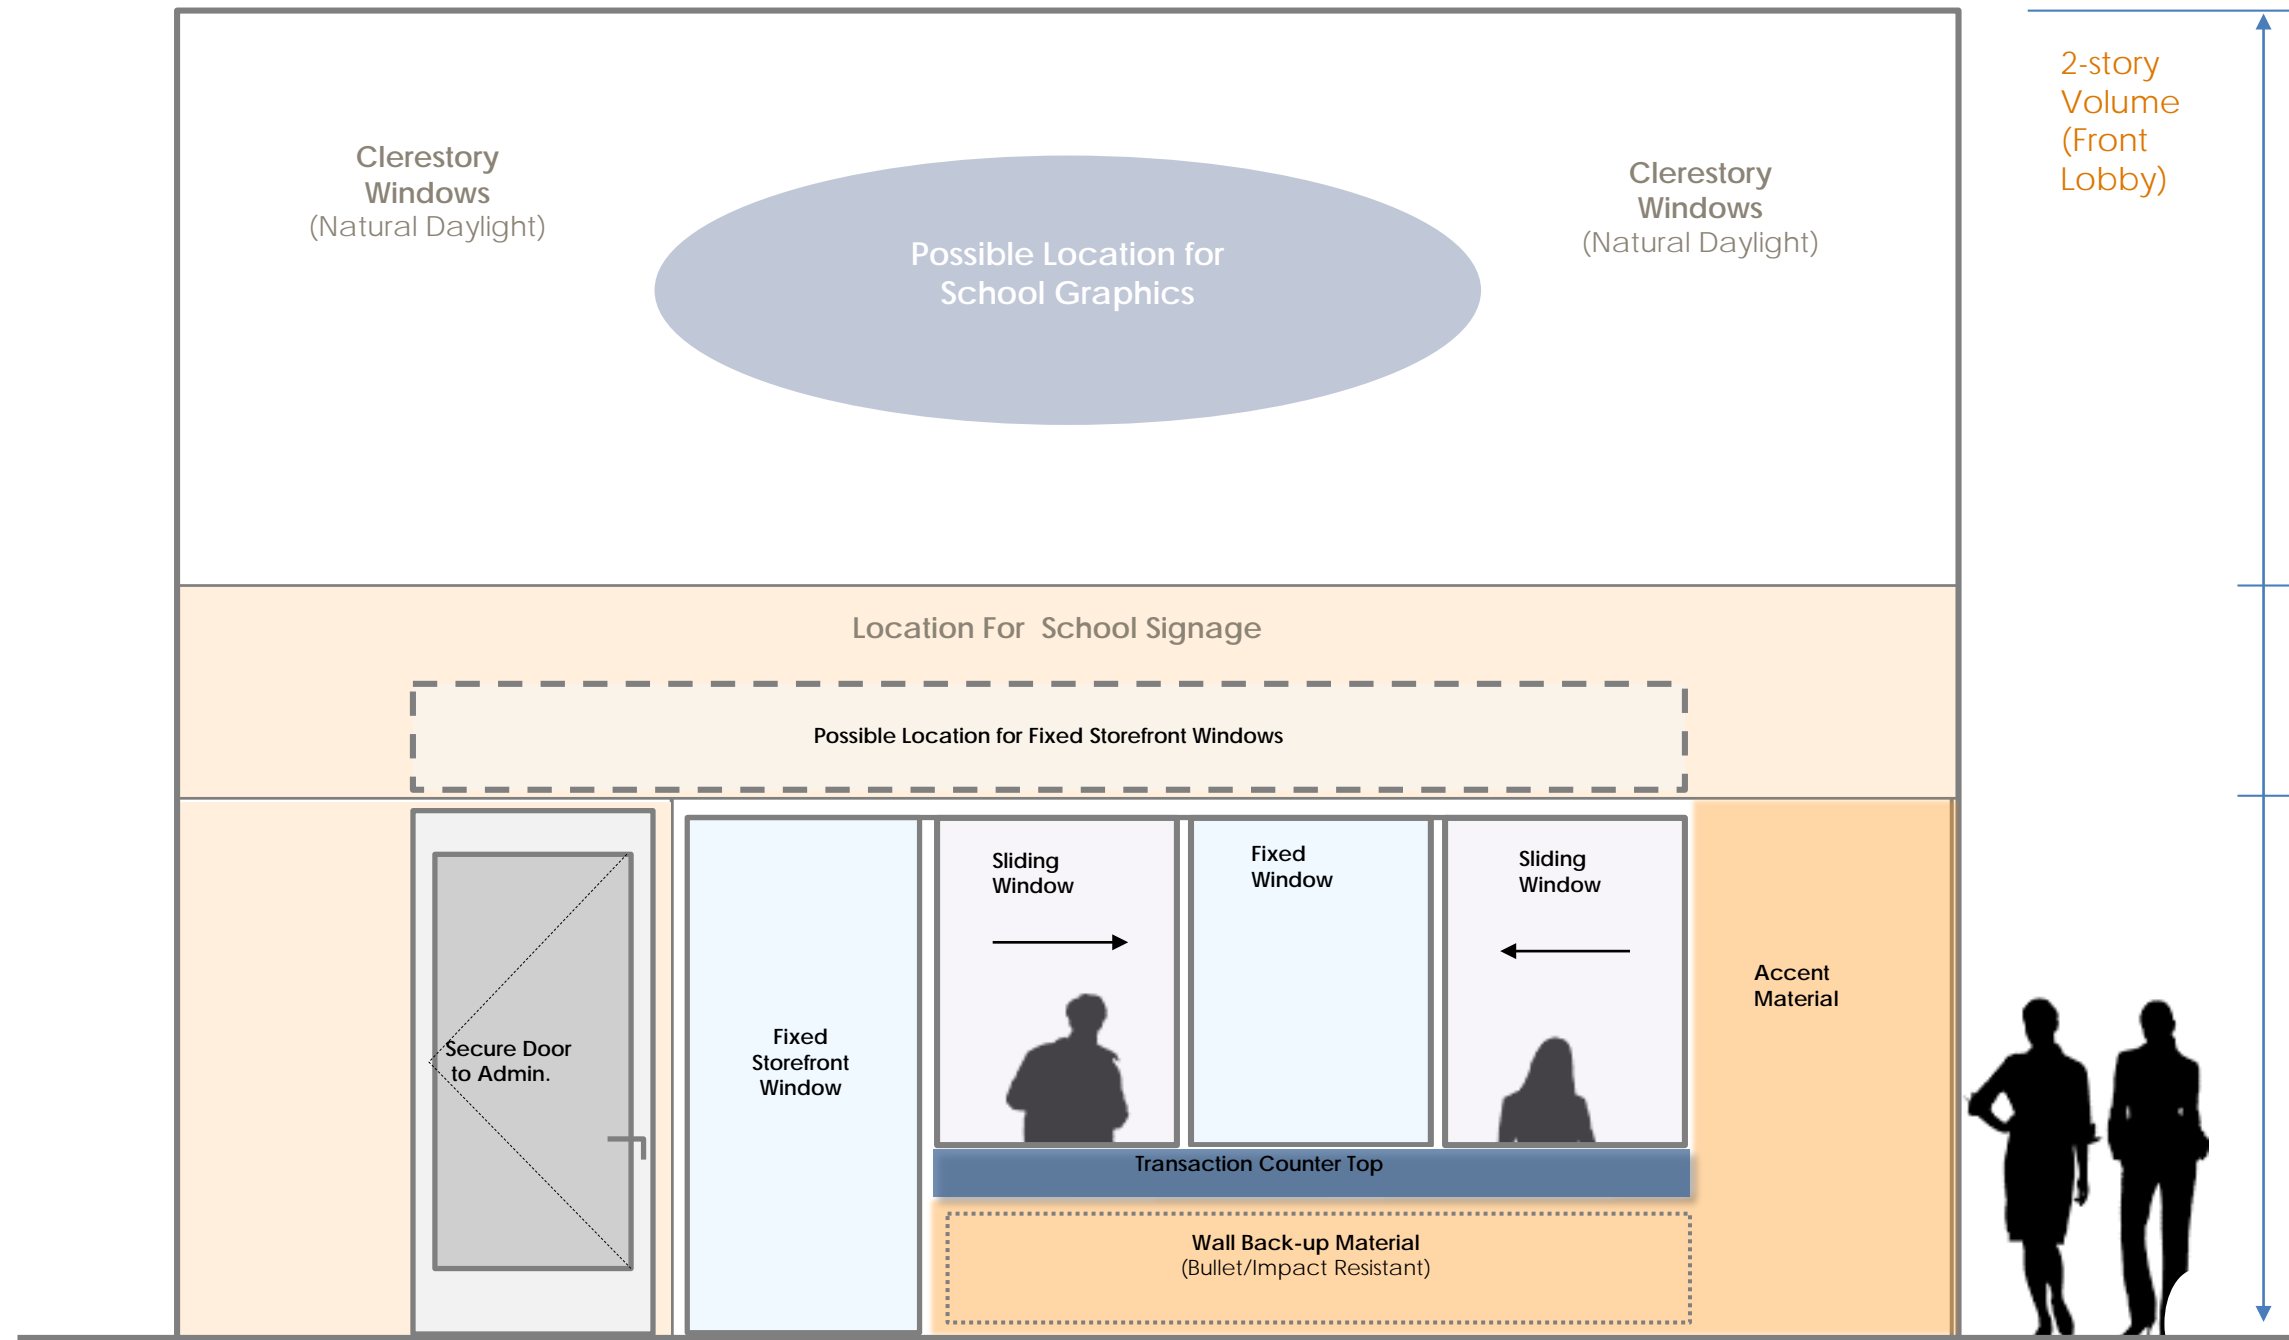 2-story
Volume
(Front
Lobby)
Clerestory
Windows
(Natural Daylight)
Possible Location for
School Graphics
Clerestory
Windows
(Natural Daylight)
Location For School Signage
Possible Location for Fixed Storefront Windows
Secure Door
to Admin.
Fixed
Storefront
Window
Sliding
Window
Fixed
Window
Sliding
Window
Accent
Material
Transaction Counter Top
Wall Back-up Material
(Bullet/Impact Resistant)